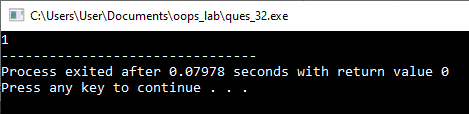 C:\Users\User\Documents\oops_lab\ques_32.exe
1
--------------------------------
Process exited after 0.07978 seconds with return value 0
Press any key to continue . . .